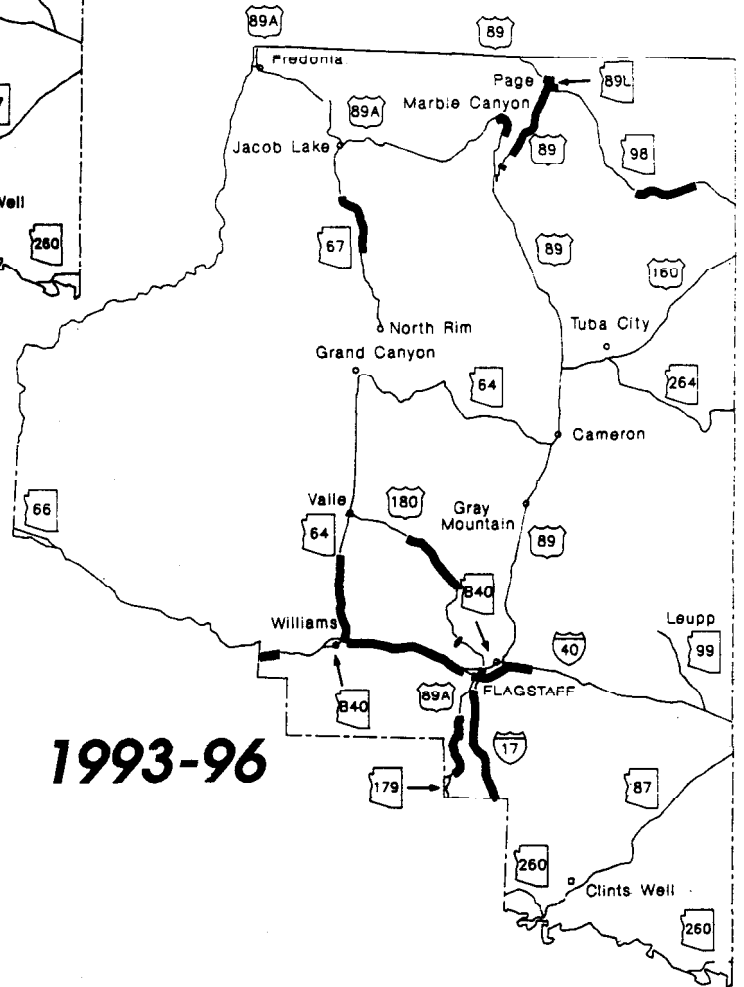 89A
89
Fredonia
Page
89L
Marble Canyon
89A
Jacob Lake
89
98
7
Well
260
67
89
160
North Rim
Tuba City
Grand Canyon
64
264
Cameron
66
Valle
180
Gray
Mountain
64
89
B40
Williams
Leupp
40
99
FLAGSTAFF
89A
B40
1993-96
17
179
87
260
Clints Well
260